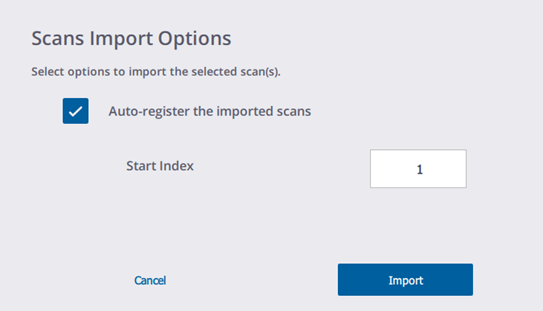 Scans Import Options
Select options to import the selected scan(s).
Auto-register the imported scans
Start Index
1
Cancel
Import